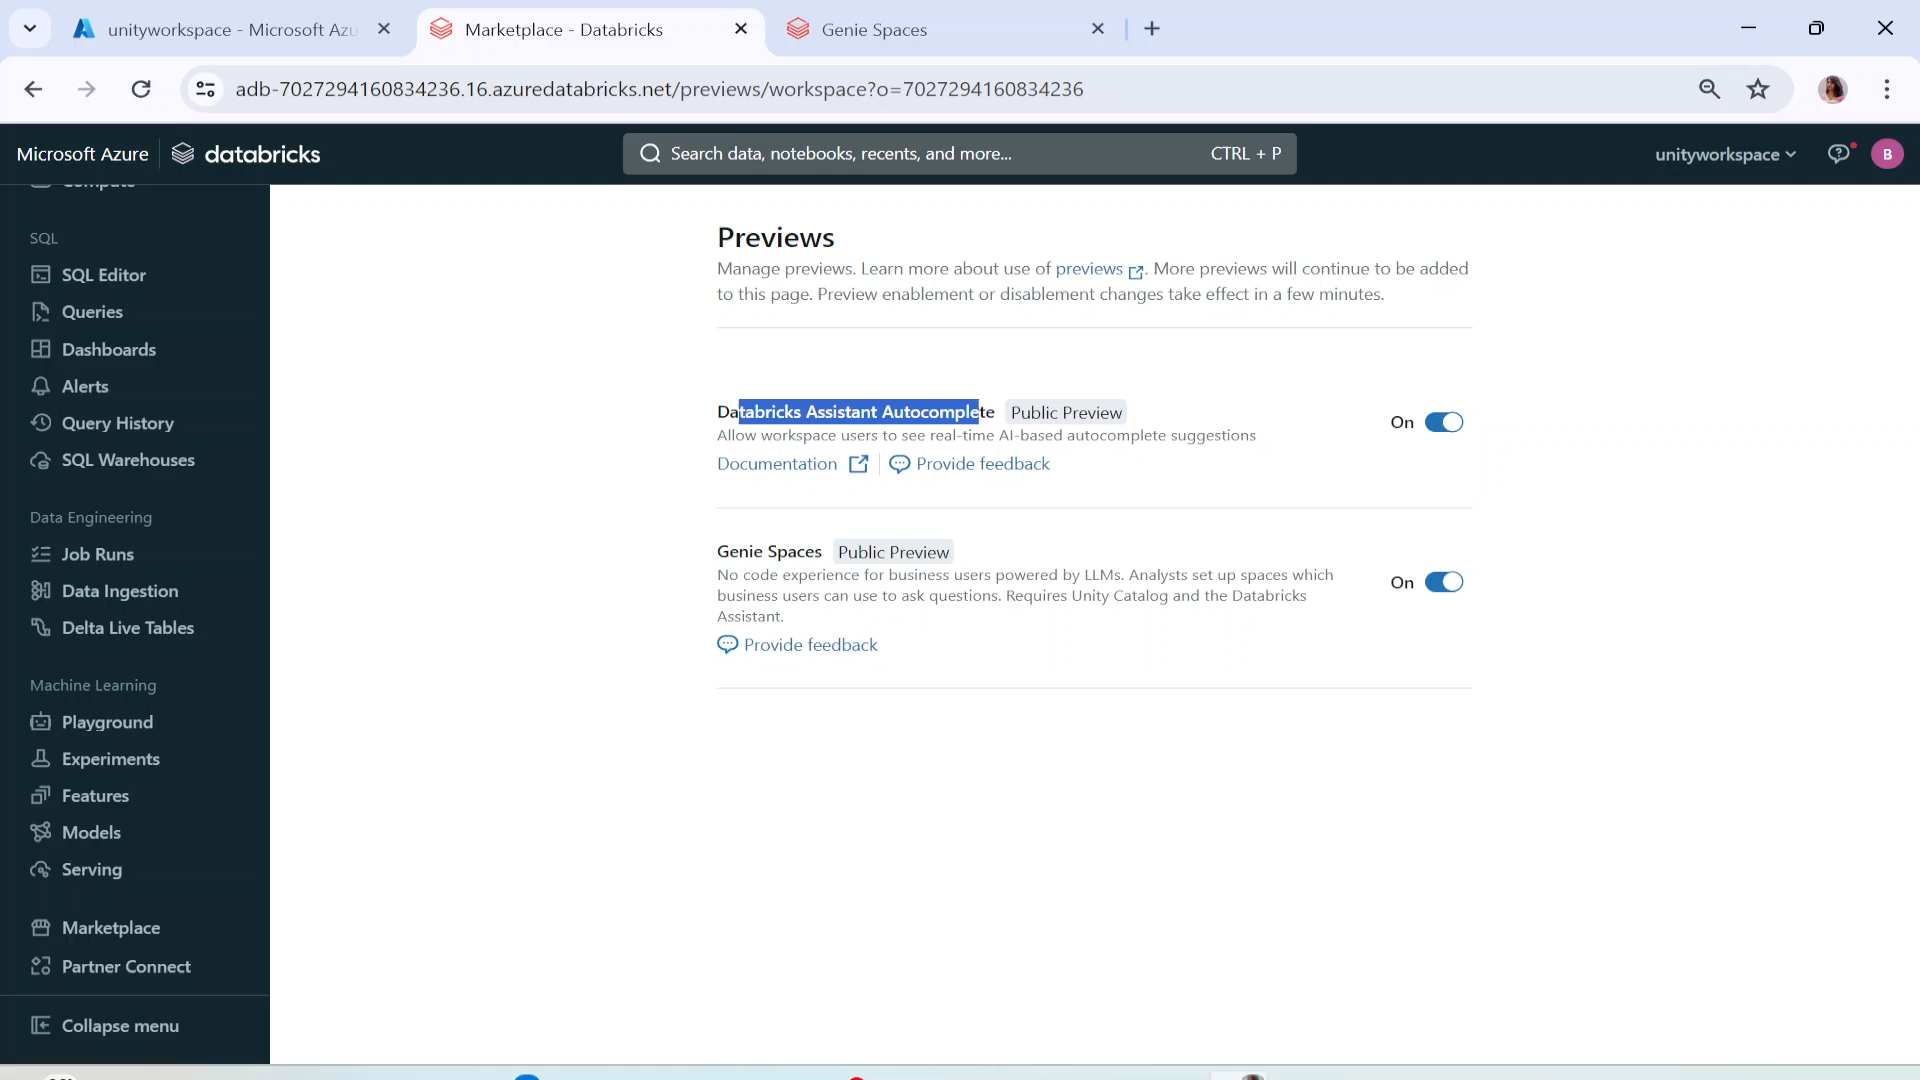 unityworkspace - Microsoft Azu
Marketplace - Databricks
Genie Spaces
adb-7027294160834236.16.azuredatabricks.net/previews/workspace?o=7027294160834236
Microsoft Azure
databricks
Search data, notebooks, recents, and more...
CTRL + P
unityworkspace
B
Compute
SQL
SQL Editor
Queries
Dashboards
Alerts
Query History
SQL Warehouses
Data Engineering
Job Runs
Data Ingestion
Delta Live Tables
Machine Learning
Playground
Experiments
Features
Models
Serving
Marketplace
Partner Connect
Collapse menu
Previews
Manage previews. Learn more about use of previews . More previews will continue to be added
to this page. Preview enablement or disablement changes take effect in a few minutes.
Databricks Assistant Autocomplete Public Preview
Allow workspace users to see real-time AI-based autocomplete suggestions
On
Documentation Provide feedback
Genie Spaces Public Preview
No code experience for business users powered by LLMs. Analysts set up spaces which
business users can use to ask questions. Requires Unity Catalog and the Databricks
Assistant.
On
Provide feedback